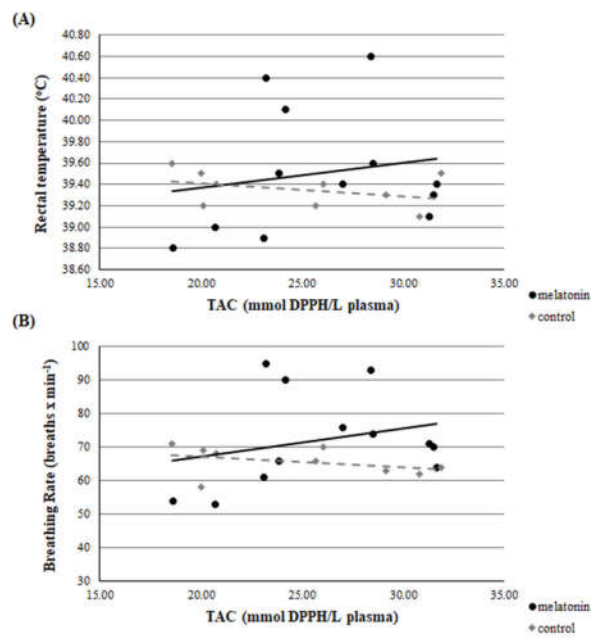 (A)
40.80
40.60
40.40
40.20
40.00
39.80
39.60
39.40
39.20
39.00
38.80
38.60
Rectal temperature (°C)
15.00 20.00 25.00 30.00 35.00
TAC (mmol DPPH/L plasma)
melatonin
control
(B)
100
90
80
70
60
50
40
30
Breathing Rate (breaths x min⁻¹)
15.00 20.00 25.00 30.00 35.00
TAC (mmol DPPH/L plasma)
melatonin
control